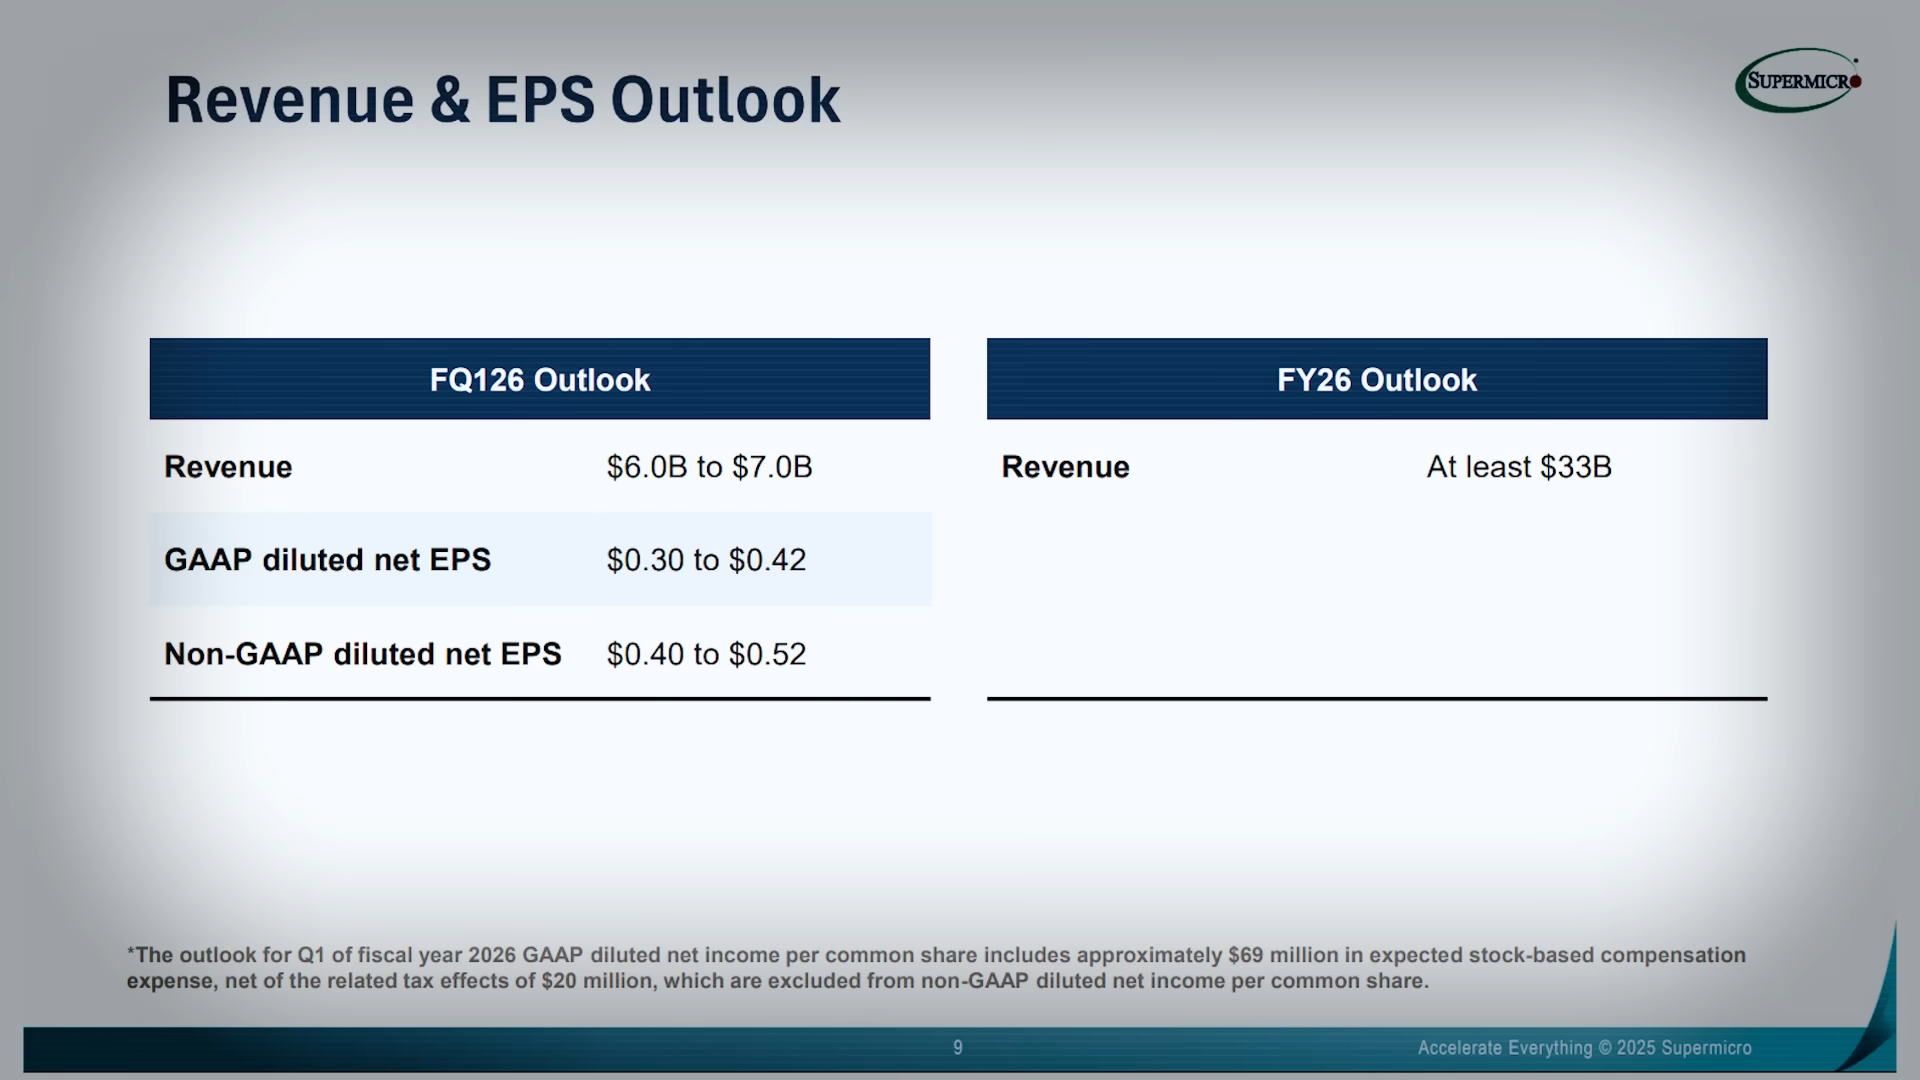 Revenue & EPS Outlook
SUPERMICRO
FQ126 Outlook
Revenue $6.0B to $7.0B
GAAP diluted net EPS $0.30 to $0.42
Non-GAAP diluted net EPS $0.40 to $0.52
FY26 Outlook
Revenue At least $33B
*The outlook for Q1 of fiscal year 2026 GAAP diluted net income per common share includes approximately $69 million in expected stock-based compensation
expense, net of the related tax effects of $20 million, which are excluded from non-GAAP diluted net income per common share.
9
Accelerate Everything © 2025 Supermicro